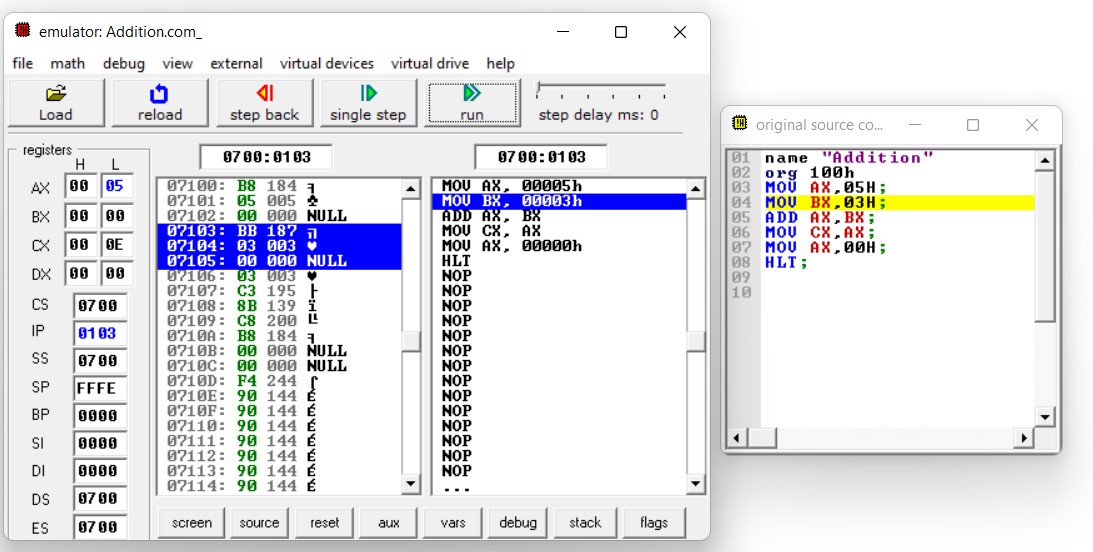 emulator: Addition.com_
file math debug view external virtual devices virtual drive help
Load reload step back single step run step delay ms: 0
registers
H L
0700:0103 0700:0103
AX 00 05
BX 00 00
CX 00 0E
DX 00 00
CS 0700
IP 0103
SS 0700
SP FFFE
BP 0000
SI 0000
DI 0000
DS 0700
ES 0700
07100: B8 184 ╕
07101: 05 005 ♣
07102: 00 000 NULL
07103: BB 187 ╗
07104: 03 003 ♥
07105: 00 000 NULL
07106: 03 003 ♥
07107: C3 195 ├
07108: 8B 139 ï
07109: C8 200 ╚
0710A: B8 184 ╕
0710B: 00 000 NULL
0710C: 00 000 NULL
0710D: F4 244 ⌠
0710E: 90 144 É
0710F: 90 144 É
07110: 90 144 É
07111: 90 144 É
07112: 90 144 É
07113: 90 144 É
07114: 90 144 É
MOV AX, 00005h
MOV BX, 00003h
ADD AX, BX
MOV CX, AX
MOV AX, 00000h
HLT
NOP
NOP
NOP
NOP
NOP
NOP
NOP
NOP
NOP
NOP
NOP
NOP
NOP
NOP
...
screen source reset aux vars debug stack flags
original source co...
01 name "Addition"
02 org 100h
03 MOV AX,05H;
04 MOV BX,03H;
05 ADD AX,BX;
06 MOV CX,AX;
07 MOV AX,00H;
08 HLT;
09
10